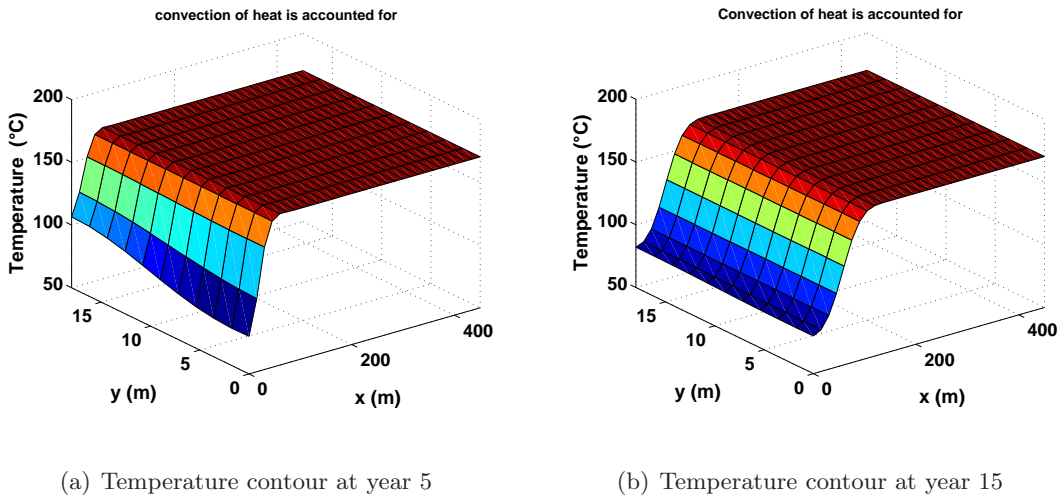 convection of heat is accounted for
200
150
100
50
Temperature (°C)
15
10
5
0
y (m)
0
200
400
x (m)
(a) Temperature contour at year 5
Convection of heat is accounted for
200
150
100
50
Temperature (°C)
15
10
5
0
y (m)
0
200
400
x (m)
(b) Temperature contour at year 15